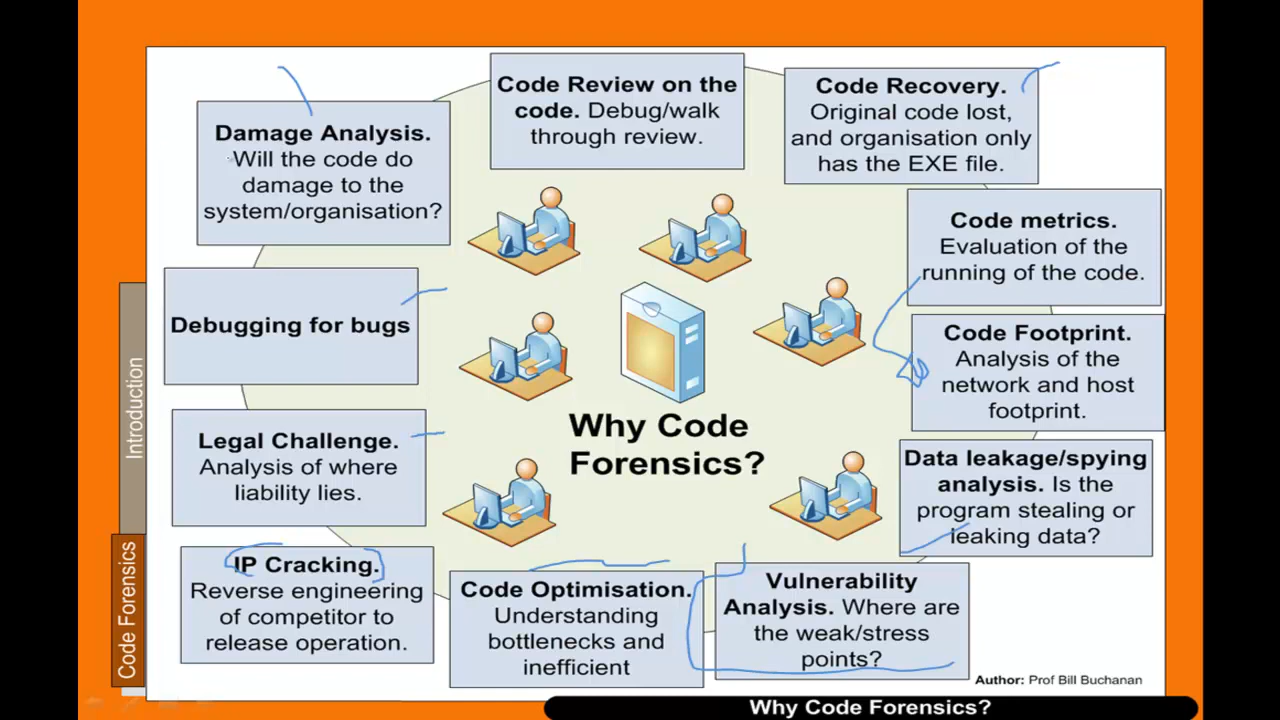 Code Review on the
code. Debug/walk
through review.
Code Recovery.
Original code lost,
and organisation only
has the EXE file.
Damage Analysis.
Will the code do
damage to the
system/organisation?
Code metrics.
Evaluation of the
running of the code.
Debugging for bugs
Code Footprint.
Analysis of the
network and host
footprint.
Why Code
Forensics?
Legal Challenge.
Analysis of where
liability lies.
Data leakage/spying
analysis. Is the
program stealing or
leaking data?
IP Cracking.
Reverse engineering
of competitor to
release operation.
Code Optimisation.
Understanding
bottlenecks and
inefficient
Vulnerability
Analysis. Where are
the weak/stress
points?
Introduction
Code Forensics
Author: Prof Bill Buchanan
Why Code Forensics?